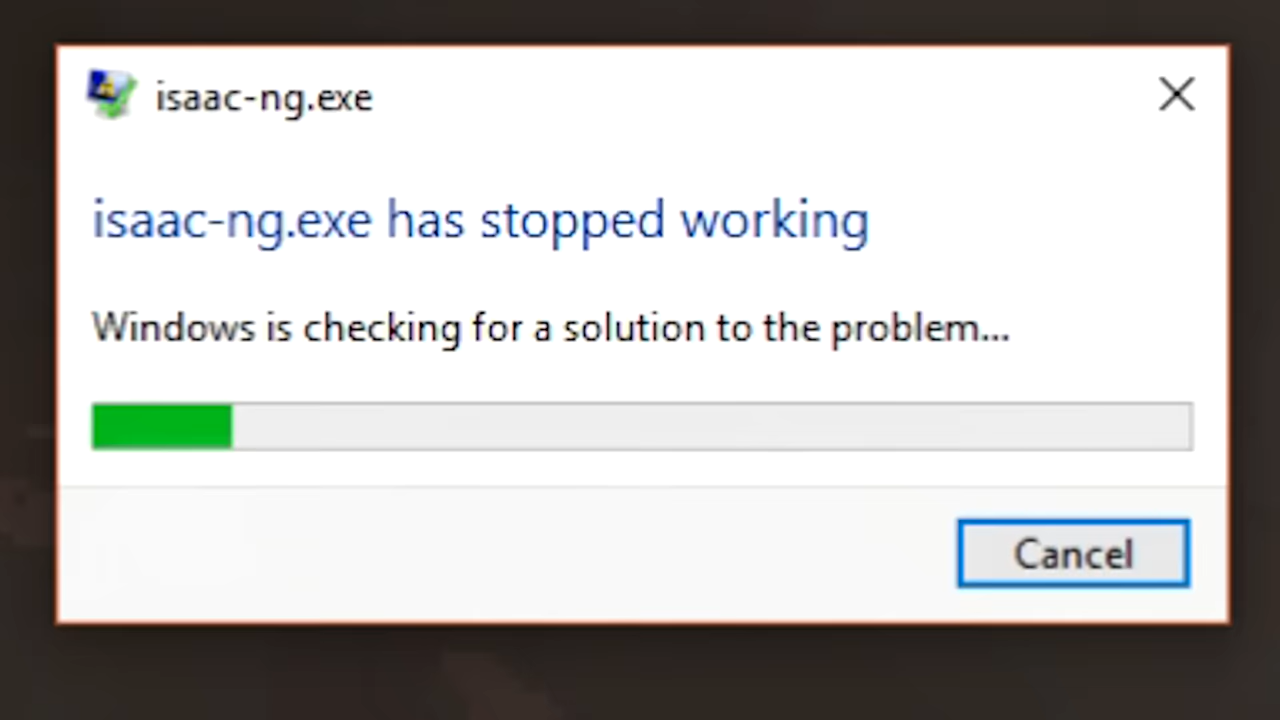 isaac-ng.exe
isaac-ng.exe has stopped working
Windows is checking for a solution to the problem...
Cancel